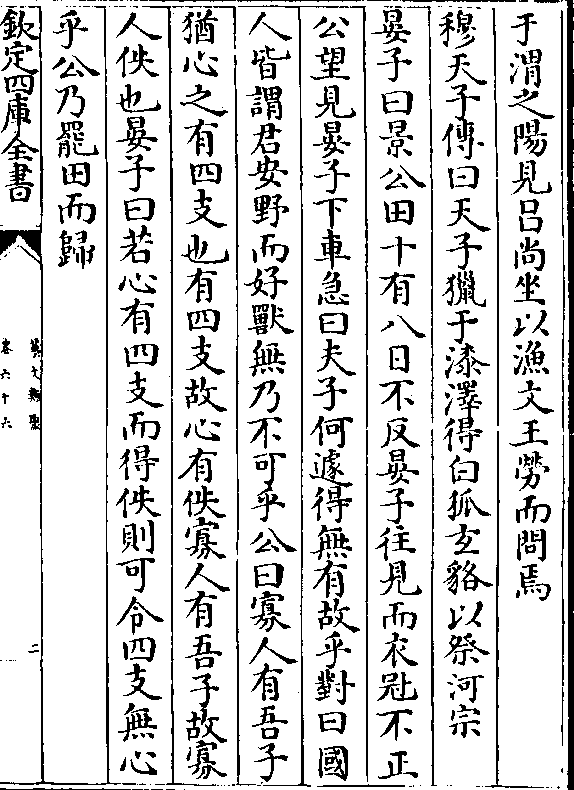 于渭之陽見吕尚坐以漁文王勞而問焉
穆天子傳曰天子獵于漆澤得白狐玄貉以祭河宗
晏子曰景公田十有八日不反晏子往見而衣冠不正
公望見晏子下車急曰夫子何遽得無有故乎對曰國
人皆謂君安野而好獸無乃不可乎公曰寡人有吾子
猶心之有四支也有四支故心有佚寡人有吾子故寡
人佚也晏子曰若心有四支而得佚則可令四支無心
乎公乃罷田而歸
欽定四庫全書
藝文類聚
卷六十六
二